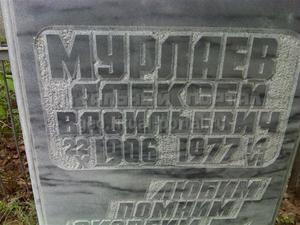 МУРЛАЕВ
АЛЕКСЕЙ
ВАСИЛЬЕВИЧ
1906 1977
ЛЮБИМ
ПОМНИМ